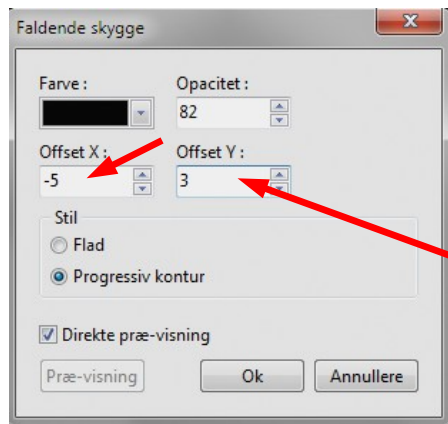 Faldende skygge
Farve : Opacitet :
82
Offset X : Offset Y :
-5 3
Stil
Flad
Progressiv kontur
Direkte præ-visning
Præ-visning Ok Annullere